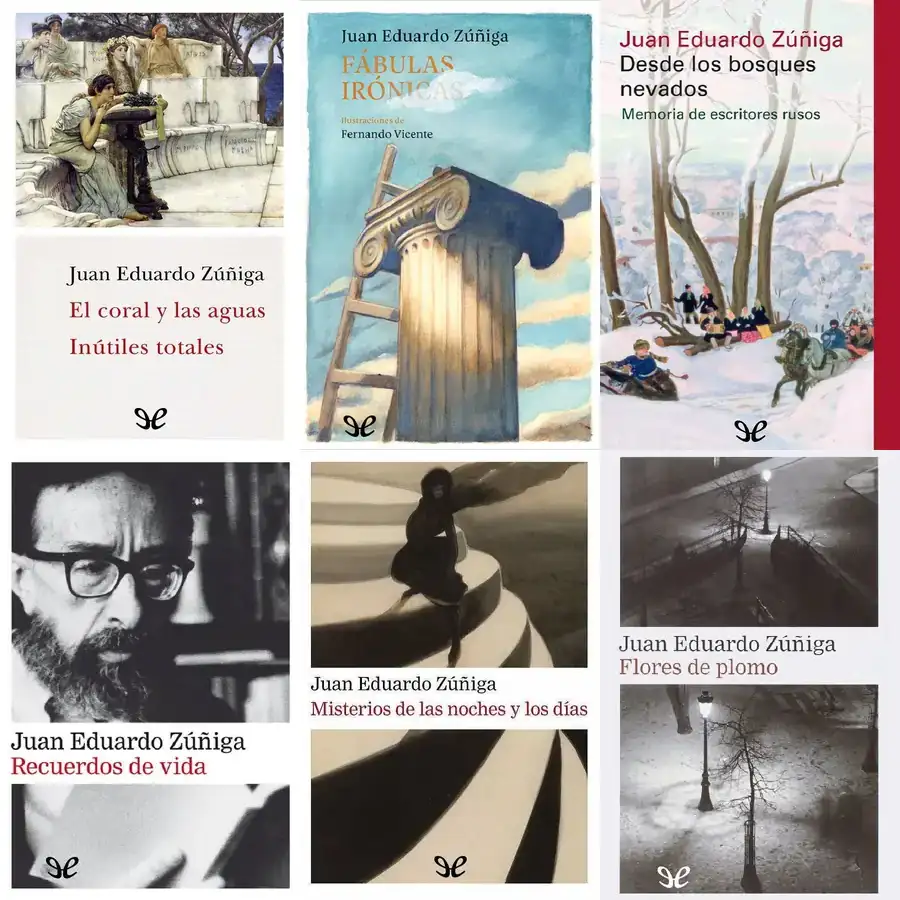 Juan Eduardo Zúñiga
El coral y las aguas
Inútiles totales
Juan Eduardo Zúñiga
FÁBULAS
IRÓNICAS
Ilustraciones de
Fernando Vicente
Juan Eduardo Zúñiga
Desde los bosques
nevados
Memoria de escritores rusos
Juan Eduardo Zúñiga
Recuerdos de vida
Juan Eduardo Zúñiga
Misterios de las noches y los días
Juan Eduardo Zúñiga
Flores de plomo